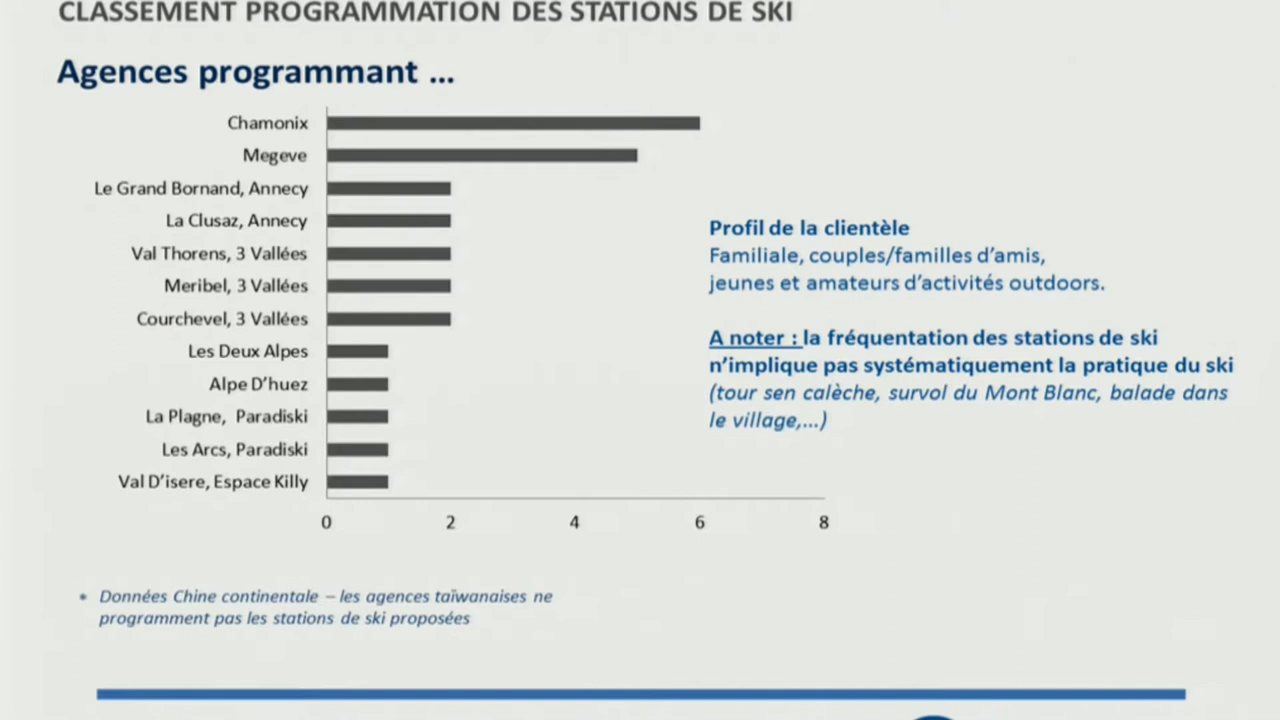 CLASSEMENT PROGRAMMATION DES STATIONS DE SKI
Agences programmant ...
Chamonix
Megeve
Le Grand Bornand, Annecy
La Clusaz, Annecy
Val Thorens, 3 Vallées
Meribel, 3 Vallées
Courchevel, 3 Vallées
Les Deux Alpes
Alpe D’huez
La Plagne, Paradiski
Les Arcs, Paradiski
Val D’isere, Espace Killy
0 2 4 6 8
Profil de la clientèle
Familiale, couples/familles d’amis,
jeunes et amateurs d’activités outdoors.
A noter : la fréquentation des stations de ski
n’implique pas systématiquement la pratique du ski
(tour sen calèche, survol du Mont Blanc, balade dans
le village,...)
* Données Chine continentale – les agences taïwanaises ne
programment pas les stations de ski proposées